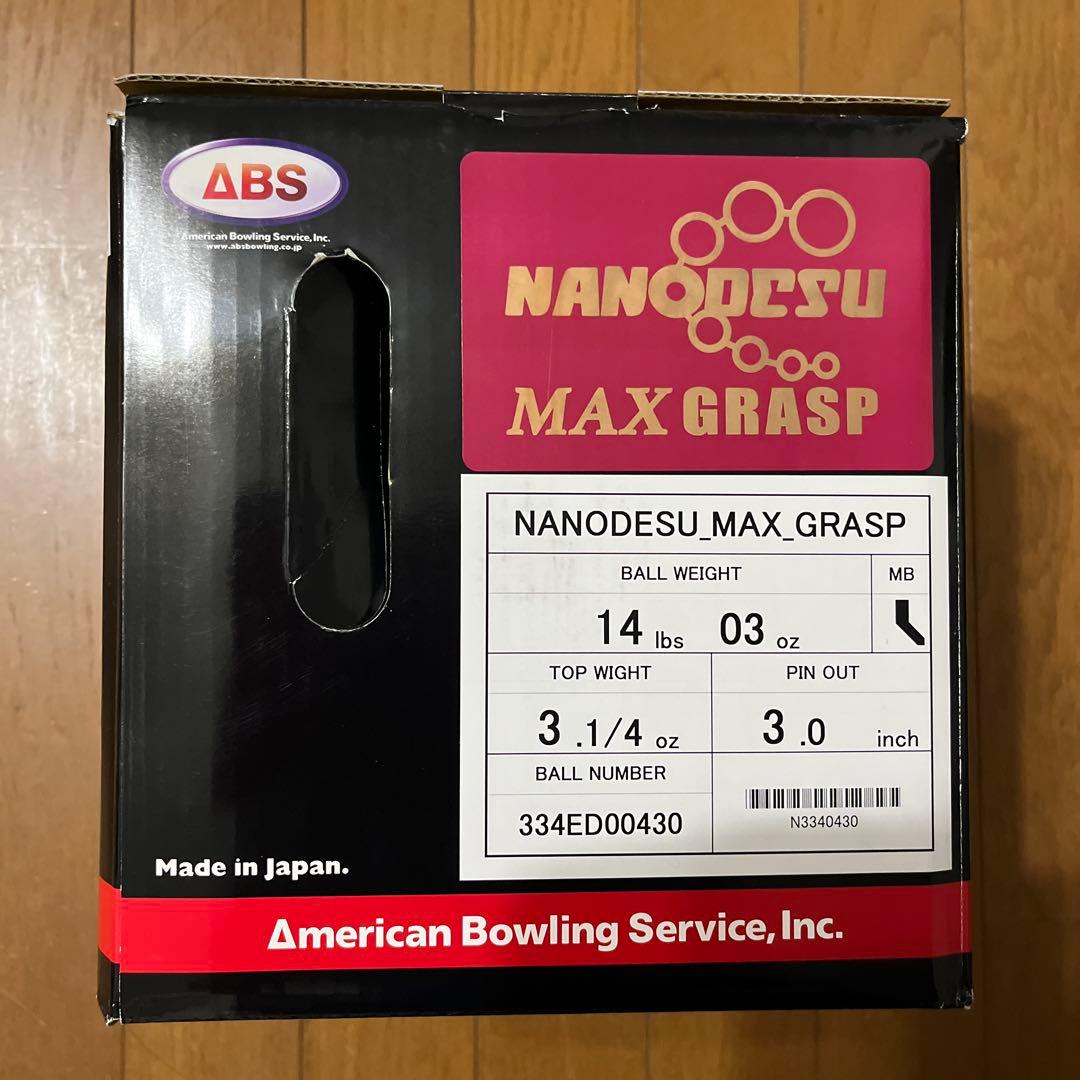 ABS
American Bowling Service, Inc.
www.absbowling.co.jp
NANODESU
MAX GRASP
NANODESU_MAX_GRASP
BALL WEIGHT
MB
14 lbs 03 oz
TOP WIGHT
PIN OUT
3 .1/4 oz
3 .0 inch
BALL NUMBER
334ED00430
N3340430
Made in Japan.
American Bowling Service, Inc.